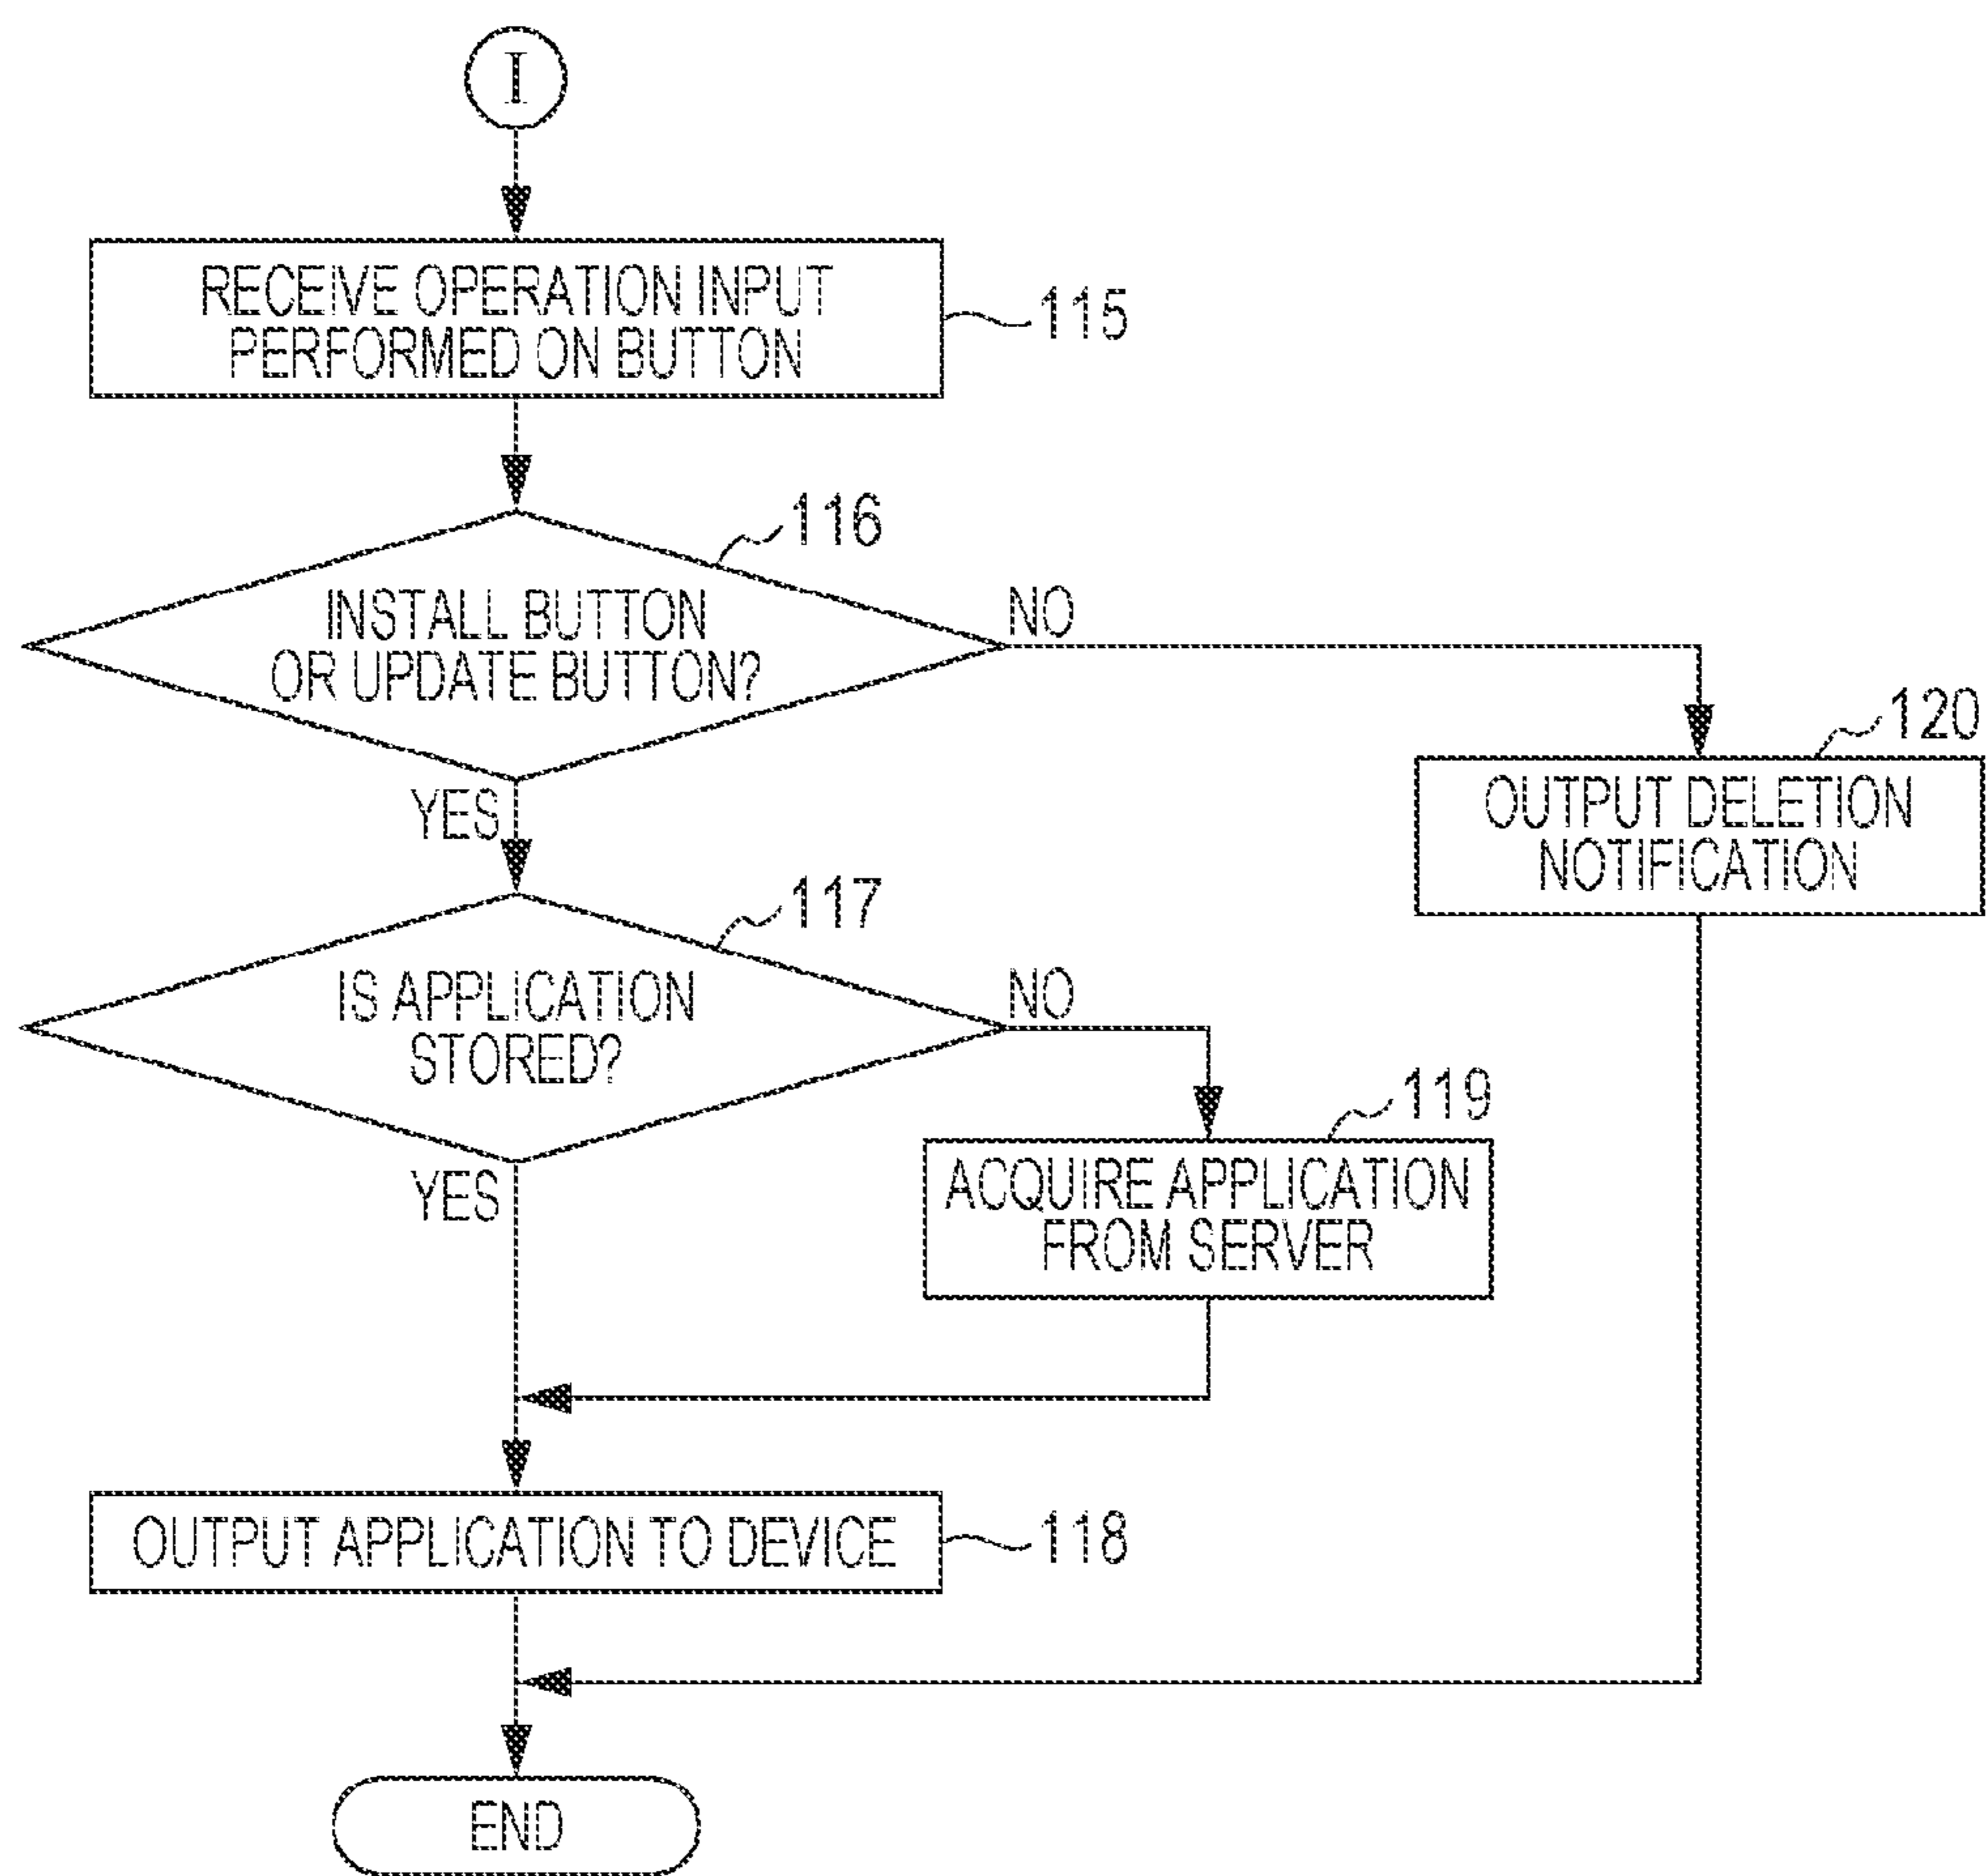 I
RECEIVE OPERATION INPUT
PERFORMED ON BUTTON
115
116
INSTALL BUTTON
OR UPDATE BUTTON?
NO
YES
120
OUTPUT DELETION
NOTIFICATION
117
IS APPLICATION
STORED?
NO
YES
119
ACQUIRE APPLICATION
FROM SERVER
OUTPUT APPLICATION TO DEVICE
118
END